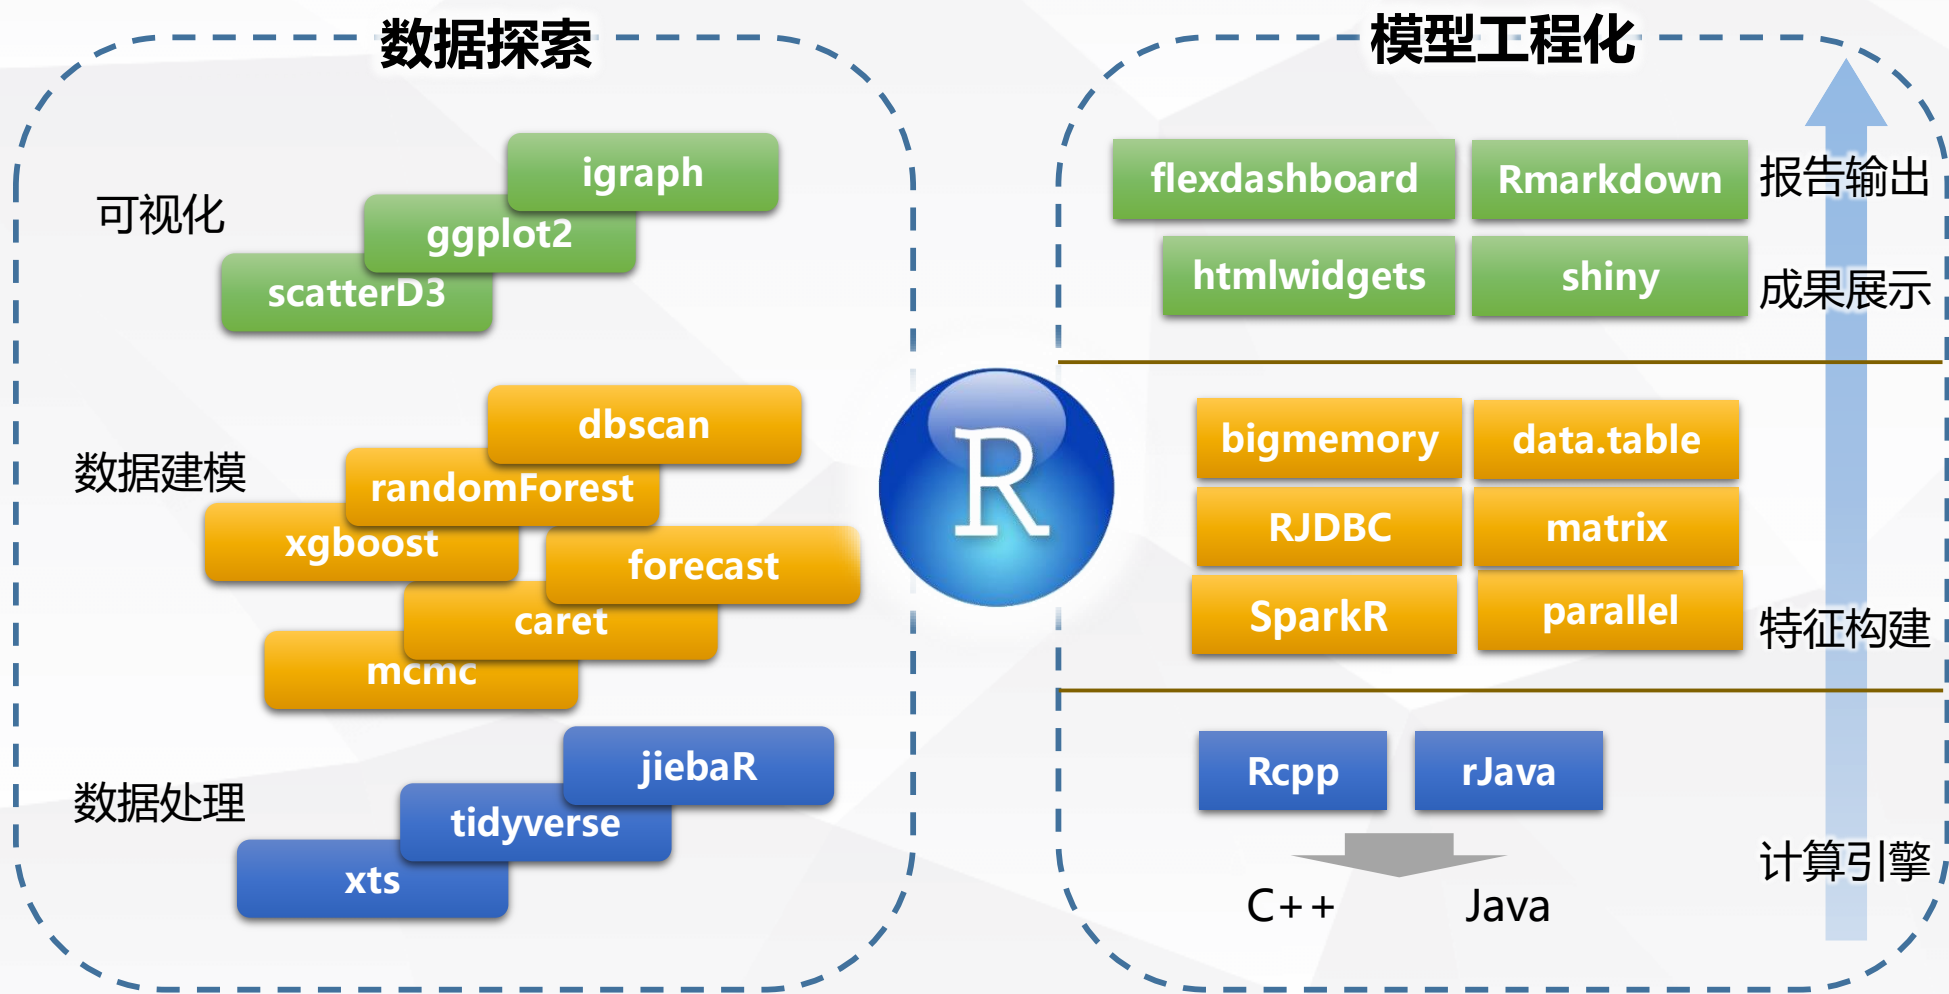 数据探索
可视化
igraph
ggplot2
scatterD3
数据建模
dbscan
randomForest
xgboost
forecast
caret
mcmc
数据处理
jiebaR
tidyverse
xts
R
模型工程化
flexdashboard
Rmarkdown
报告输出
htmlwidgets
shiny
成果展示
bigmemory
data.table
RJDBC
matrix
SparkR
parallel
特征构建
Rcpp
rJava
计算引擎
C++
Java